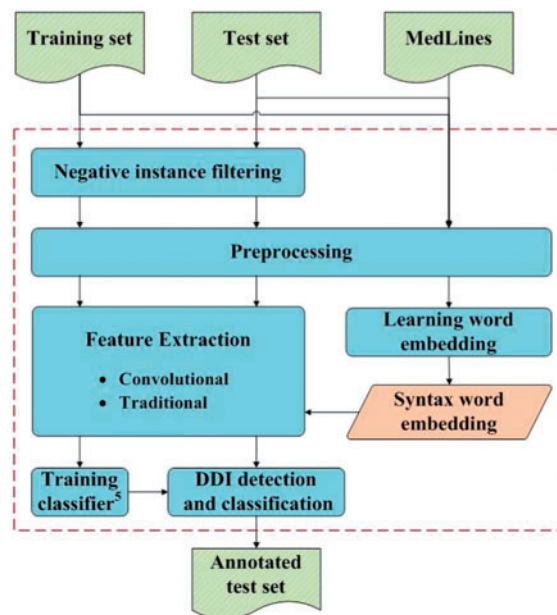 Training set
Test set
MedLines
Negative instance filtering
Preprocessing
Feature Extraction
• Convolutional
• Traditional
Learning word
embedding
Syntax word
embedding
Training
classifier⁵
DDI detection
and classification
Annotated
test set